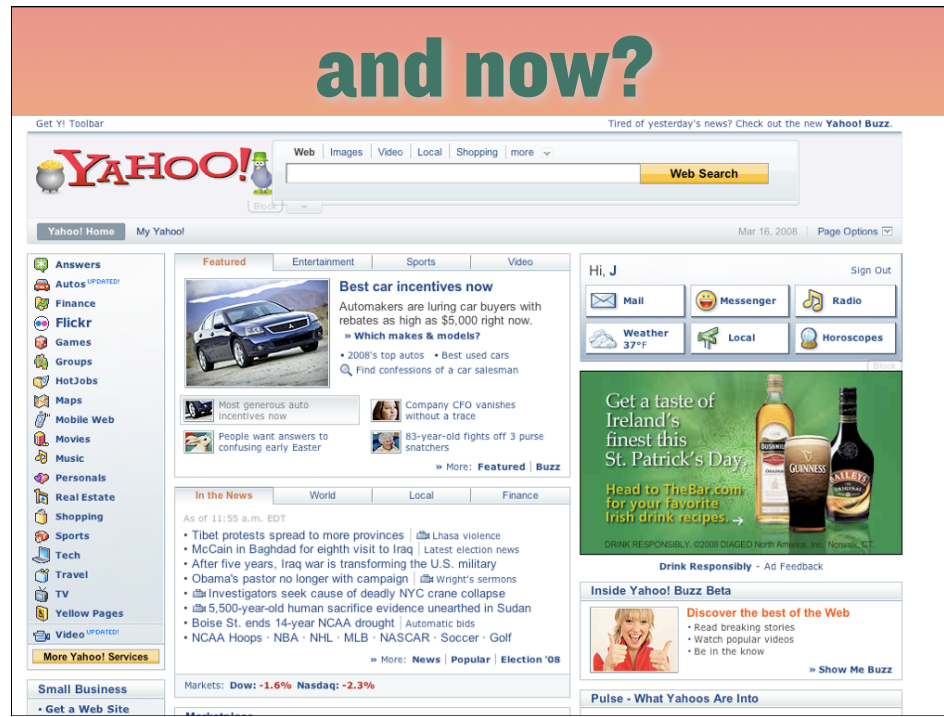 and now?
Get Y! Toolbar
Tired of yesterday's news? Check out the new Yahoo! Buzz.
YAHOO!
Web Images Video Local Shopping more
Web Search
Block
Yahoo! Home My Yahoo!
Mar 16, 2008 Page Options
Answers
Autos UPDATED!
Finance
Flickr
Games
Groups
HotJobs
Maps
Mobile Web
Movies
Music
Personals
Real Estate
Shopping
Sports
Tech
Travel
TV
Yellow Pages
Video UPDATED!
More Yahoo! Services
Small Business
• Get a Web Site
Featured Entertainment Sports Video
Best car incentives now
Automakers are luring car buyers with
rebates as high as $5,000 right now.
» Which makes & models?
• 2008's top autos • Best used cars
Find confessions of a car salesman
Most generous auto
incentives now
Company CFO vanishes
without a trace
People want answers to
confusing early Easter
83-year-old fights off 3 purse
snatchers
» More: Featured | Buzz
In the News World Local Finance
As of 11:55 a.m. EDT
• Tibet protests spread to more provinces | Lhasa violence
• McCain in Baghdad for eighth visit to Iraq | Latest election news
• After five years, Iraq war is transforming the U.S. military
• Obama's pastor no longer with campaign | Wright's sermons
• Investigators seek cause of deadly NYC crane collapse
• 5,500-year-old human sacrifice evidence unearthed in Sudan
• Boise St. ends 14-year NCAA drought | Automatic bids
• NCAA Hoops · NBA · NHL · MLB · NASCAR · Soccer · Golf
» More: News | Popular | Election '08
Markets: Dow: -1.6% Nasdaq: -2.3%
Hi, J
Sign Out
Mail
Messenger
Radio
Weather
37°F
Local
Horoscopes
Block
Get a taste of
Ireland's
finest this
St. Patrick's Day.
Head to TheBar.com
for your favorite
Irish drink recipes. →
BUSHMILLS
GUINNESS
BAILEYS
ORIGINAL
DRINK RESPONSIBLY. ©2008 DIAGEO North America, Inc. Norwalk, CT.
Drink Responsibly - Ad Feedback
Inside Yahoo! Buzz Beta
Discover the best of the Web
• Read breaking stories
• Watch popular videos
• Be in the know
» Show Me Buzz
Pulse - What Yahoos Are Into